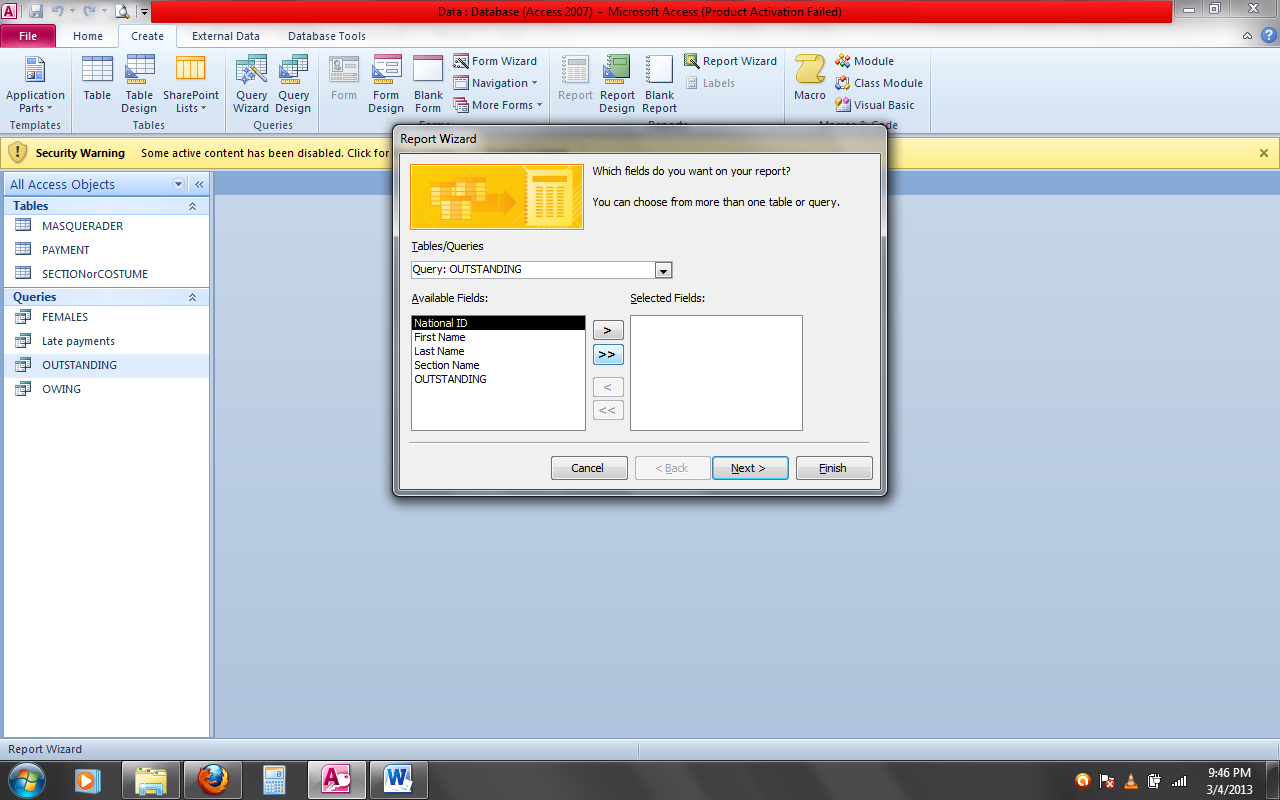 Data : Database (Access 2007) - Microsoft Access (Product Activation Failed)
File Home Create External Data Database Tools
Application Parts
Table
Table Design
SharePoint Lists
Query Wizard
Query Design
Form
Form Design
Blank Form
Form Wizard
Navigation
More Forms
Report
Report Design
Blank Report
Report Wizard
Labels
Macro
Module
Class Module
Visual Basic
Templates Tables Queries
Security Warning Some active content has been disabled. Click for
All Access Objects
Tables
MASQUERADER
PAYMENT
SECTIONorCOSTUME
Queries
FEMALES
Late payments
OUTSTANDING
OWING
Report Wizard
Which fields do you want on your report?
You can choose from more than one table or query.
Tables/Queries
Query: OUTSTANDING
Available Fields:
National ID
First Name
Last Name
Section Name
OUTSTANDING
>
>>
<
<<
Selected Fields:
Cancel < Back Next > Finish
Report Wizard
9:46 PM
3/4/2013